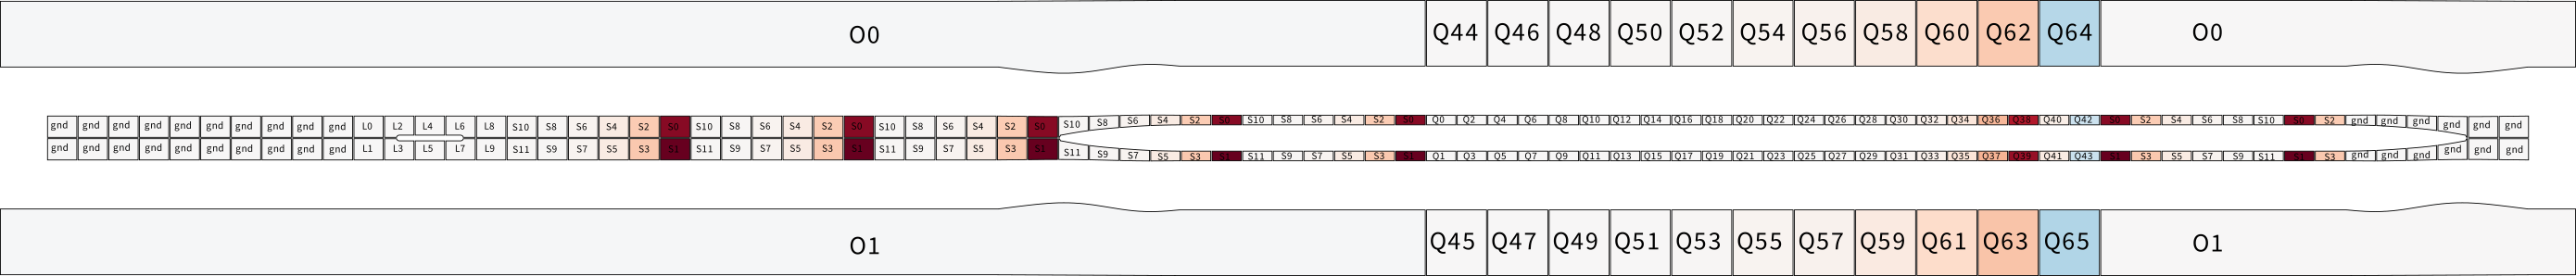 O0 Q44 Q46 Q48 Q50 Q52 Q54 Q56 Q58 Q60 Q62 Q64 O0
gnd gnd gnd gnd gnd gnd gnd gnd gnd gnd L0 L2 L4 L6 L8 S10 S8 S6 S4 S2 S0 S10 S8 S6 S4 S2 S0 S10 S8 S6 S4 S2 S0 S10 S8 S6 S4 S2 S0 S10 S8 S6 S4 S2 S0 Q0 Q2 Q4 Q6 Q8 Q10 Q12 Q14 Q16 Q18 Q20 Q22 Q24 Q26 Q28 Q30 Q32 Q34 Q36 Q38 Q40 Q42 S0 S2 S4 S6 S8 S10 S0 S2 gnd gnd gnd gnd gnd gnd
gnd gnd gnd gnd gnd gnd gnd gnd gnd gnd L1 L3 L5 L7 L9 S11 S9 S7 S5 S3 S1 S11 S9 S7 S5 S3 S1 S11 S9 S7 S5 S3 S1 S11 S9 S7 S5 S3 S1 S11 S9 S7 S5 S3 S1 Q1 Q3 Q5 Q7 Q9 Q11 Q13 Q15 Q17 Q19 Q21 Q23 Q25 Q27 Q29 Q31 Q33 Q35 Q37 Q39 Q41 Q43 S1 S3 S5 S7 S9 S11 S1 S3 gnd gnd gnd gnd gnd gnd
O1 Q45 Q47 Q49 Q51 Q53 Q55 Q57 Q59 Q61 Q63 Q65 O1